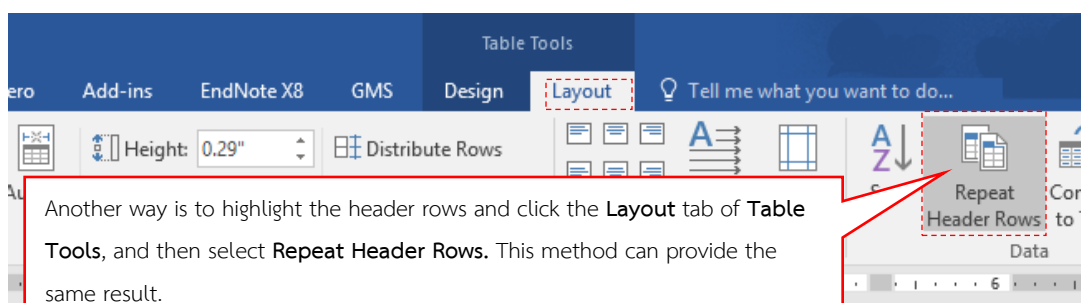 Table Tools
ero Add-ins EndNote X8 GMS Design Layout Tell me what you want to do...
Height: 0.29" Distribute Rows
Repeat
Header Rows
Data
Another way is to highlight the header rows and click the Layout tab of Table
Tools, and then select Repeat Header Rows. This method can provide the
same result.
6